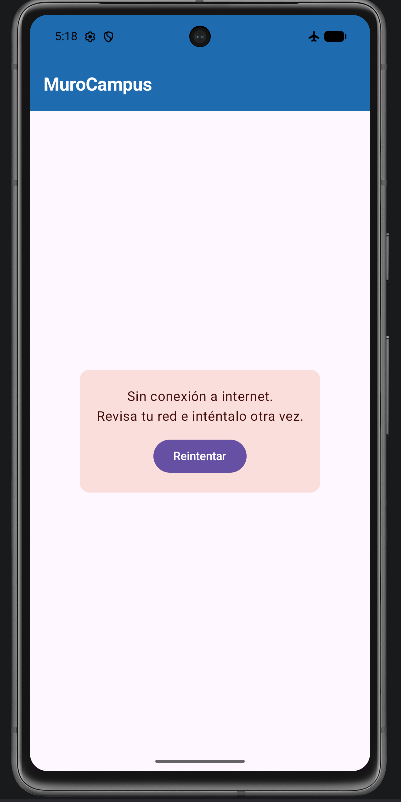 5:18
MuroCampus
Sin conexión a internet.
Revisa tu red e inténtalo otra vez.
Reintentar